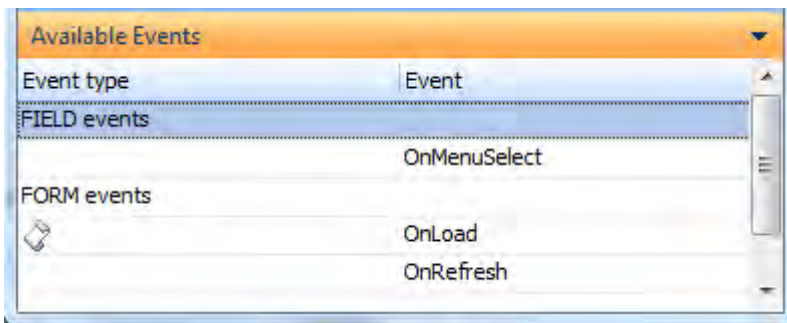 Available Events
Event type Event
FIELD events
OnMenuSelect
FORM events
OnLoad
OnRefresh